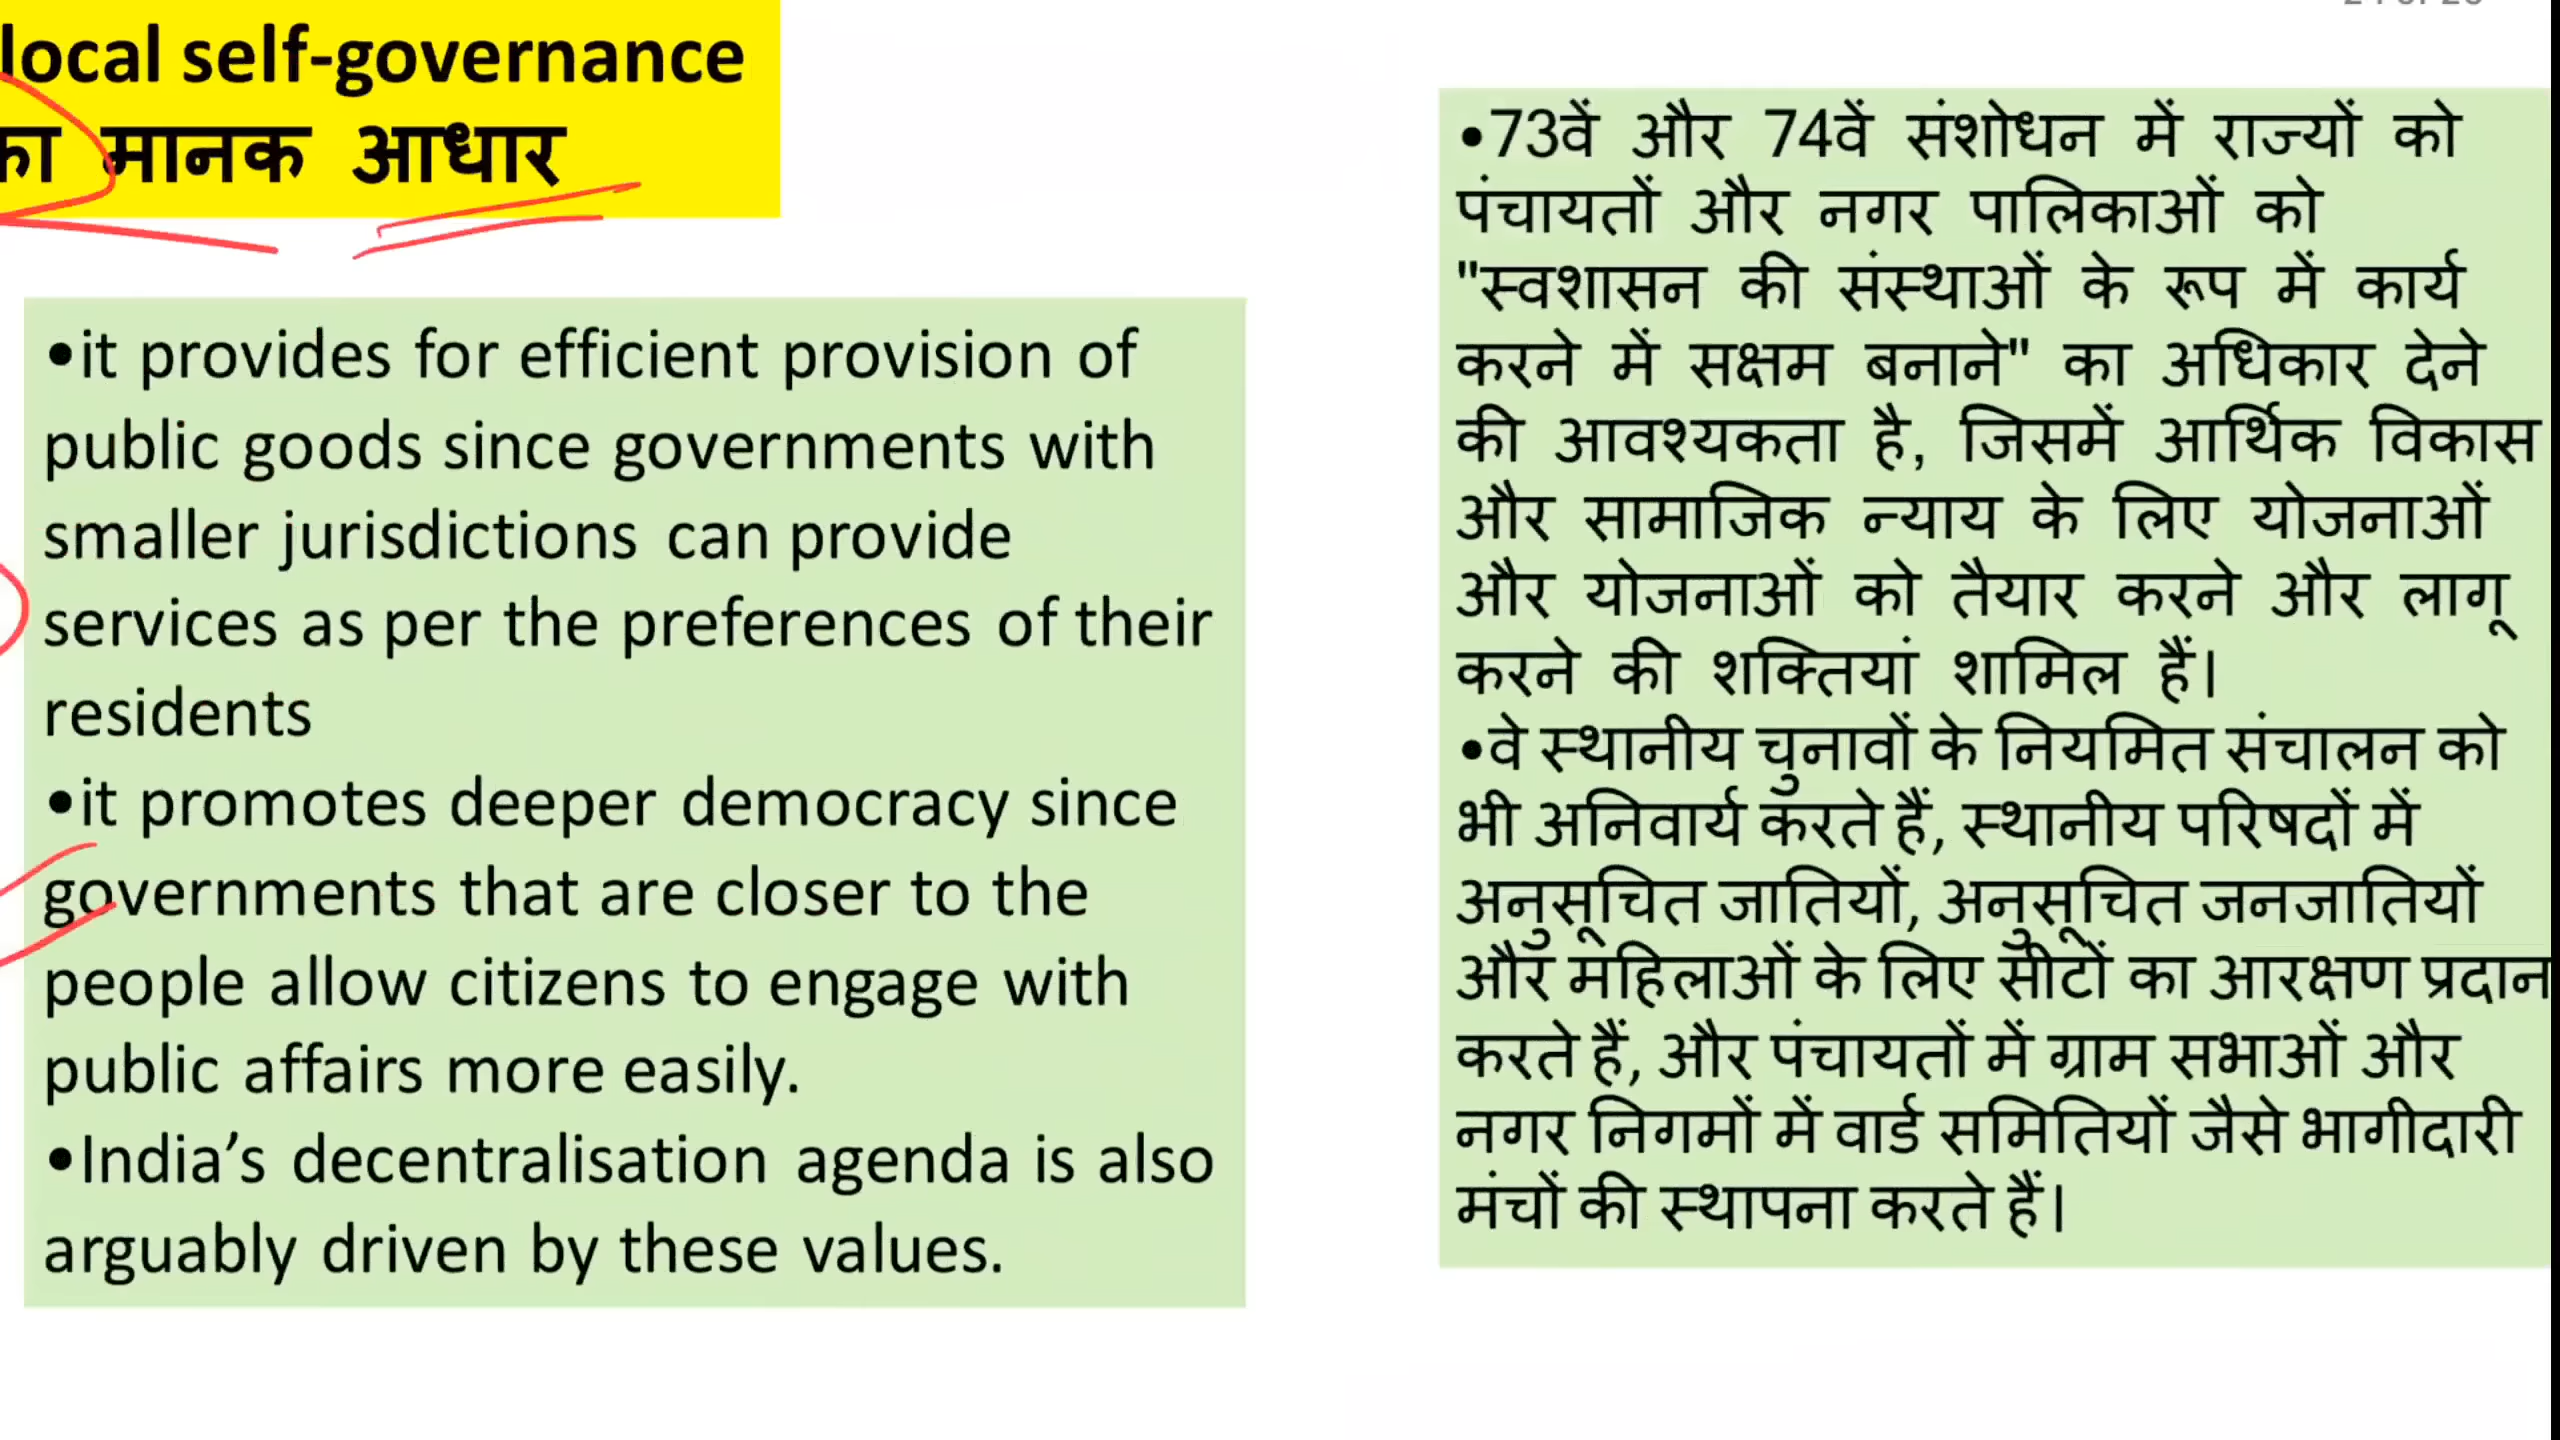 local self-governance
का मानक आधार
•it provides for efficient provision of
public goods since governments with
smaller jurisdictions can provide
services as per the preferences of their
residents
•it promotes deeper democracy since
governments that are closer to the
people allow citizens to engage with
public affairs more easily.
•India’s decentralisation agenda is also
arguably driven by these values.
•73वें और 74वें संशोधन में राज्यों को
पंचायतों और नगर पालिकाओं को
"स्वशासन की संस्थाओं के रूप में कार्य
करने में सक्षम बनाने" का अधिकार देने
की आवश्यकता है, जिसमें आर्थिक विकास
और सामाजिक न्याय के लिए योजनाओं
और योजनाओं को तैयार करने और लागू
करने की शक्तियां शामिल हैं।
•वे स्थानीय चुनावों के नियमित संचालन को
भी अनिवार्य करते हैं, स्थानीय परिषदों में
अनुसूचित जातियों, अनुसूचित जनजातियों
और महिलाओं के लिए सीटों का आरक्षण प्रदान
करते हैं, और पंचायतों में ग्राम सभाओं और
नगर निगमों में वार्ड समितियों जैसे भागीदारी
मंचों की स्थापना करते हैं।